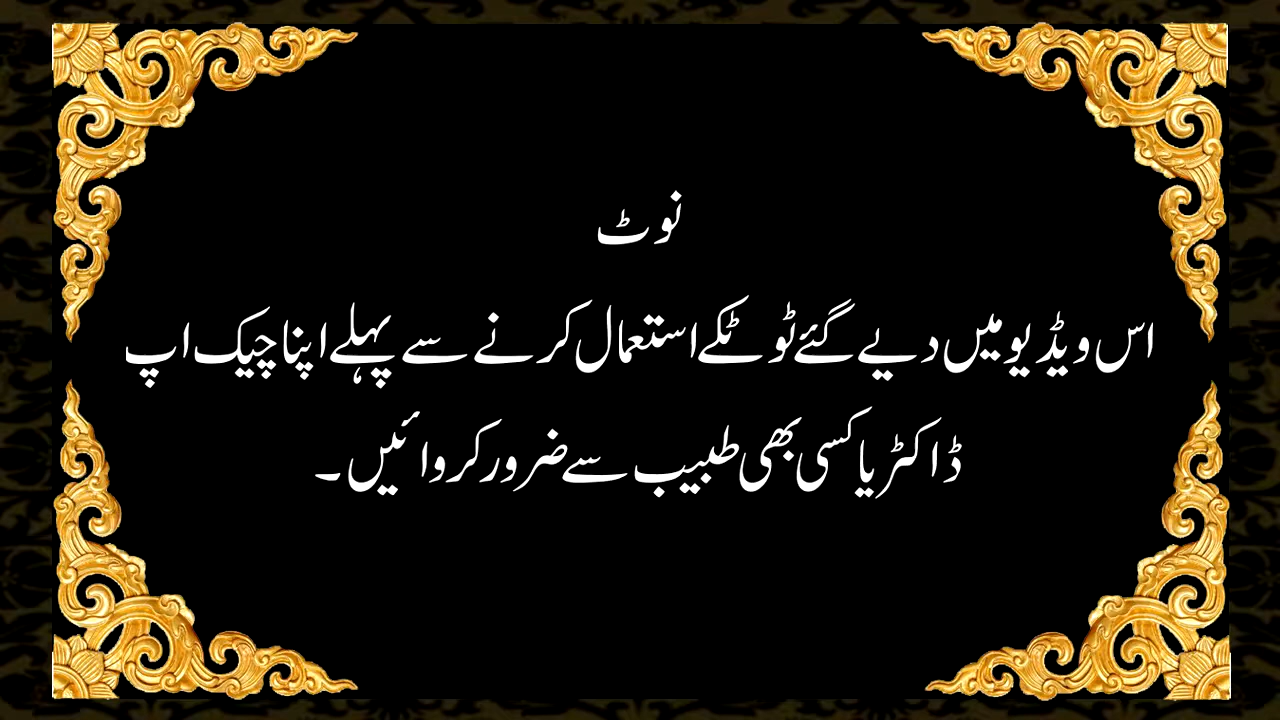 نوٹ
اس ویڈیو میں دیے گئے ٹوٹکے استعمال کرنے سے پہلے اپنا چیک اپ
ڈاکٹر یا کسی بھی طبیب سے ضرور کروائیں۔